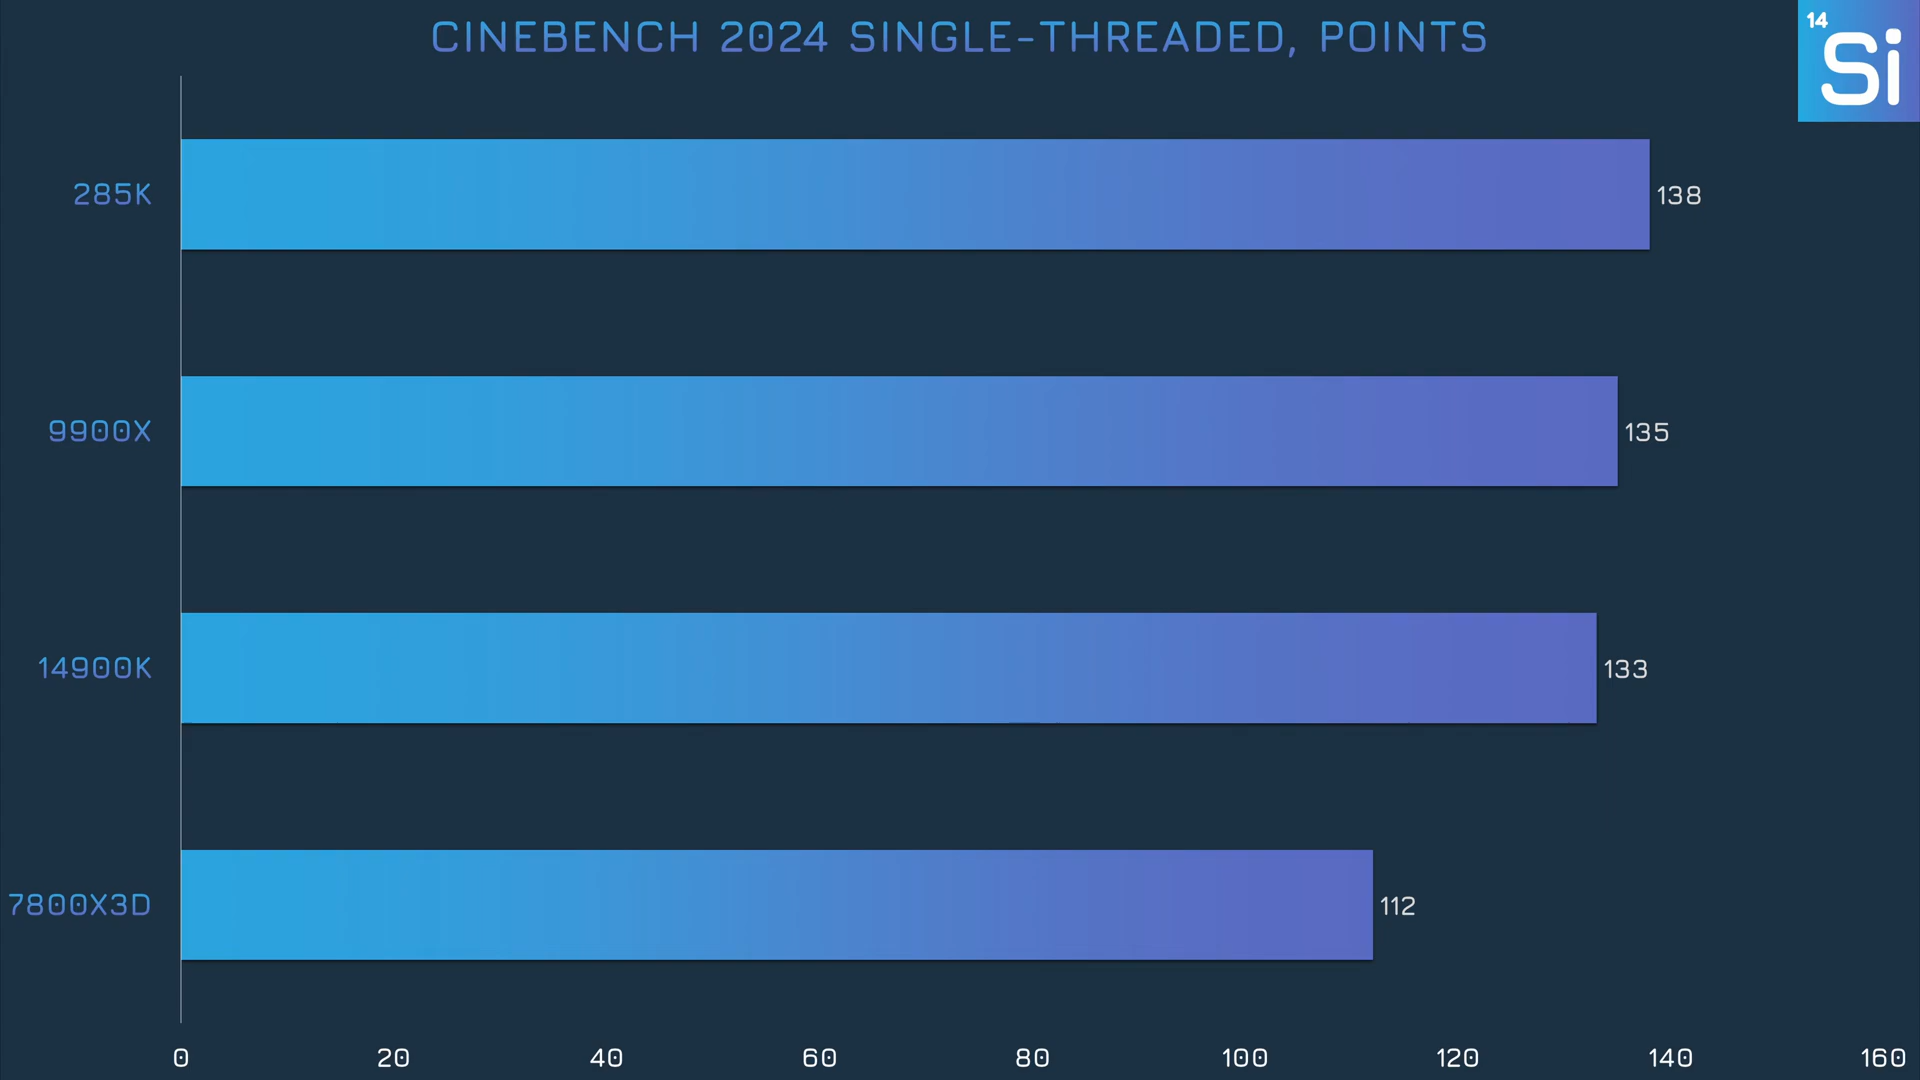 CINEBENCH 2024 SINGLE-THREADED, POINTS
14
Si
285K
138
9900X
135
14900K
133
7800X3D
112
0 20 40 60 80 100 120 140 160